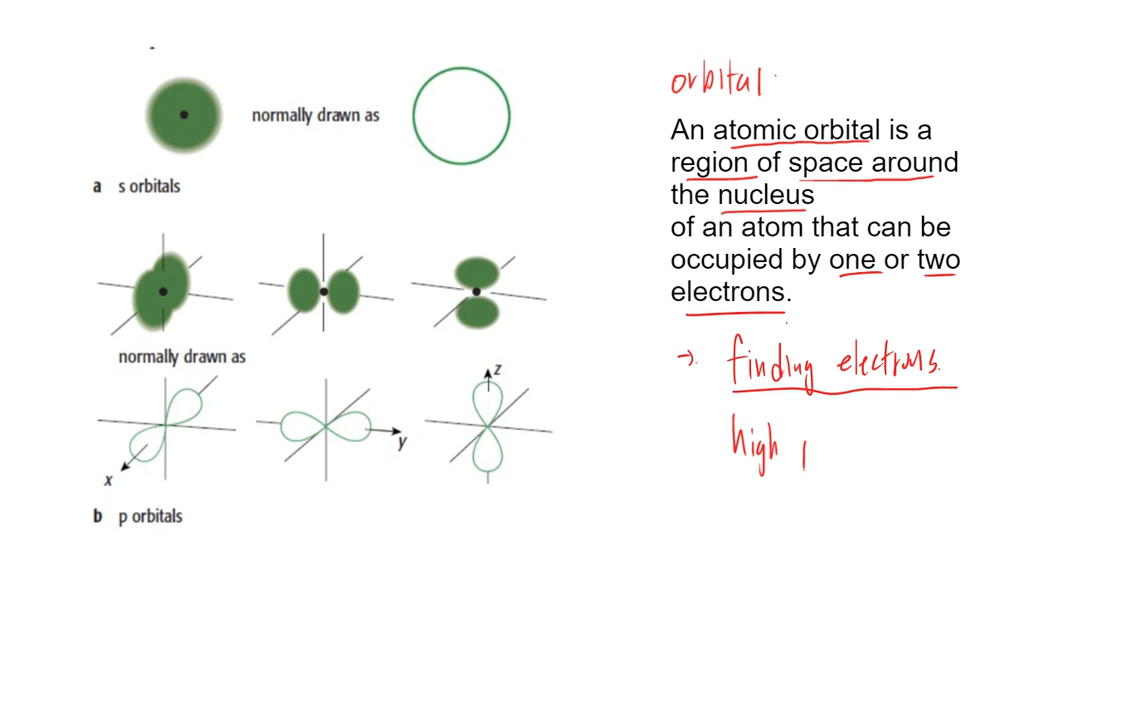 normally drawn as
a s orbitals
normally drawn as
x
y
z
b p orbitals
orbital
An atomic orbital is a
region of space around
the nucleus
of an atom that can be
occupied by one or two
electrons.
→ finding electrons.
high